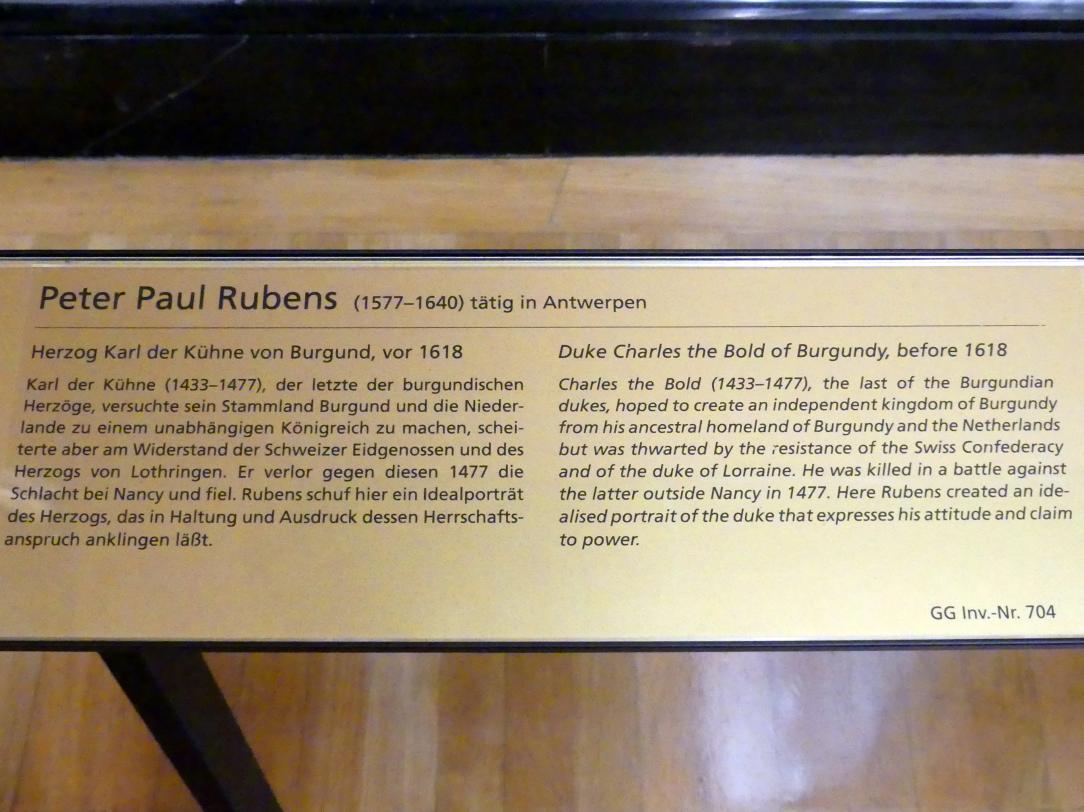 Peter Paul Rubens (1577–1640) tätig in Antwerpen
Herzog Karl der Kühne von Burgund, vor 1618
Karl der Kühne (1433–1477), der letzte der burgundischen
Herzöge, versuchte sein Stammland Burgund und die Nieder-
lande zu einem unabhängigen Königreich zu machen, schei-
terte aber am Widerstand der Schweizer Eidgenossen und des
Herzogs von Lothringen. Er verlor gegen diesen 1477 die
Schlacht bei Nancy und fiel. Rubens schuf hier ein Idealporträt
des Herzogs, das in Haltung und Ausdruck dessen Herrschafts-
anspruch anklingen läßt.
Duke Charles the Bold of Burgundy, before 1618
Charles the Bold (1433–1477), the last of the Burgundian
dukes, hoped to create an independent kingdom of Burgundy
from his ancestral homeland of Burgundy and the Netherlands
but was thwarted by the resistance of the Swiss Confederacy
and of the duke of Lorraine. He was killed in a battle against
the latter outside Nancy in 1477. Here Rubens created an ide-
alised portrait of the duke that expresses his attitude and claim
to power.
GG Inv.-Nr. 704